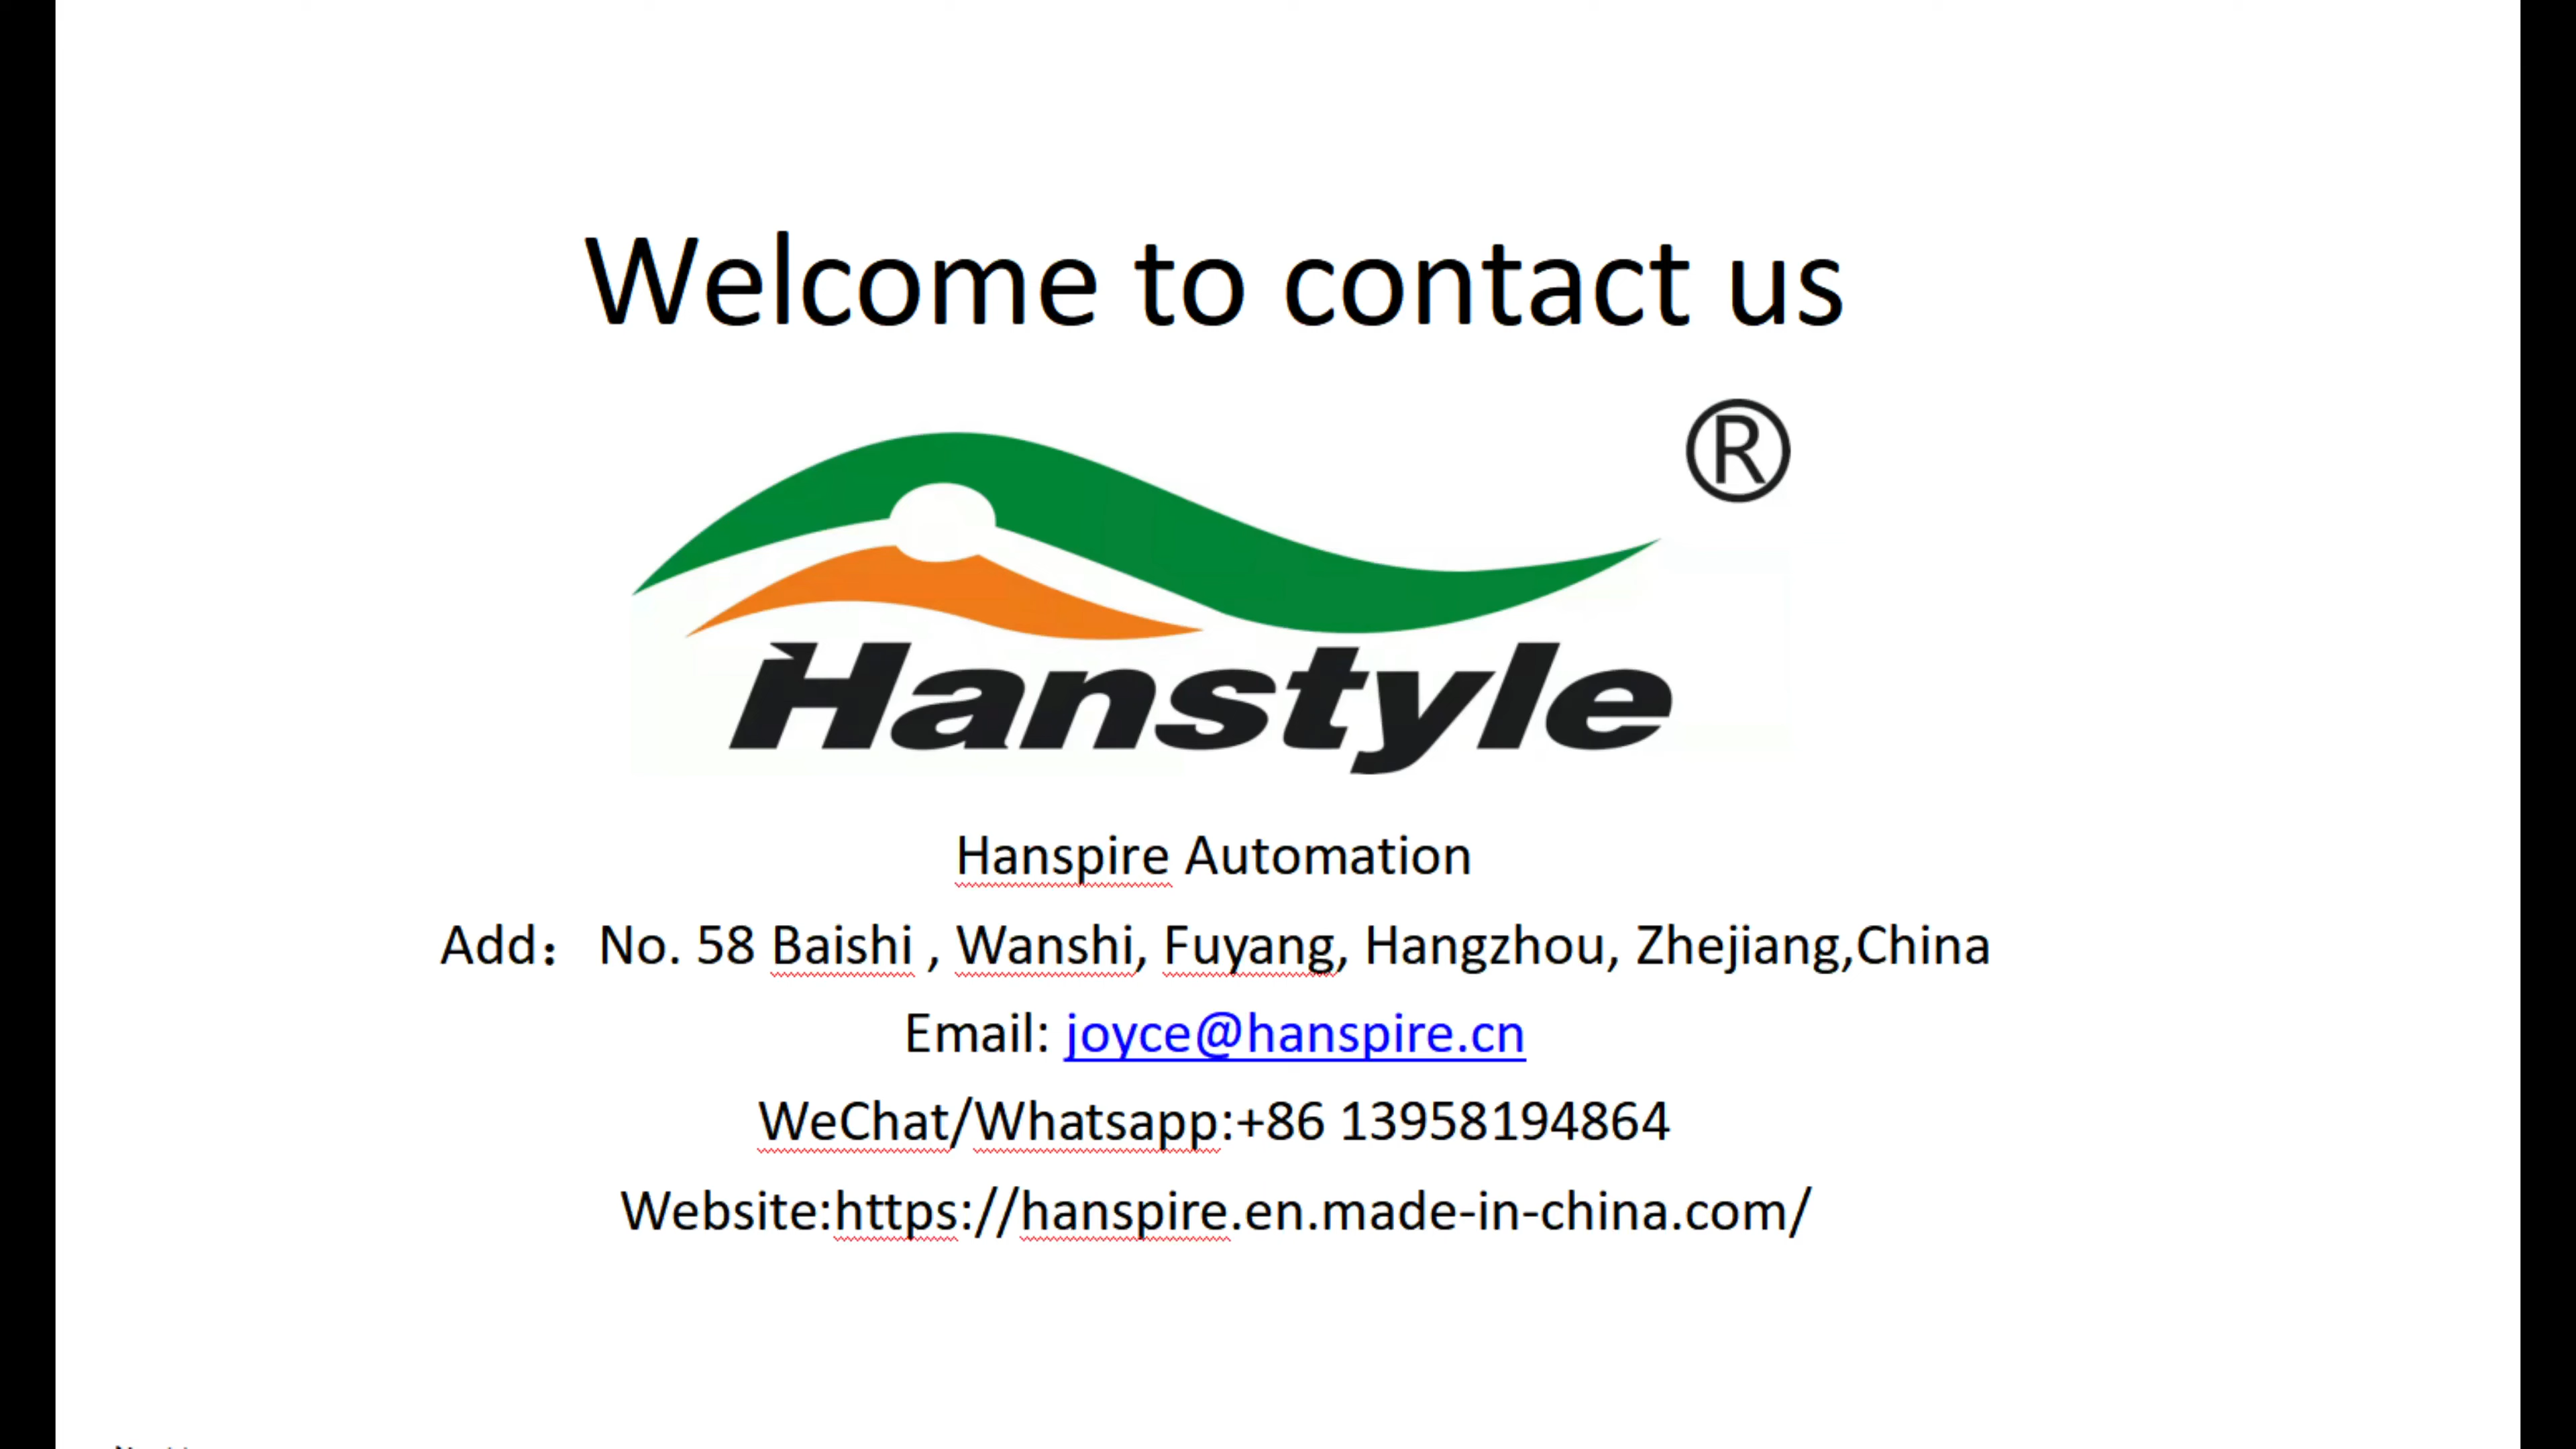 Welcome to contact us
®
Hanstyle
Hanspire Automation
Add： No. 58 Baishi , Wanshi, Fuyang, Hangzhou, Zhejiang,China
Email: joyce@hanspire.cn
WeChat/Whatsapp:+86 13958194864
Website:https://hanspire.en.made-in-china.com/